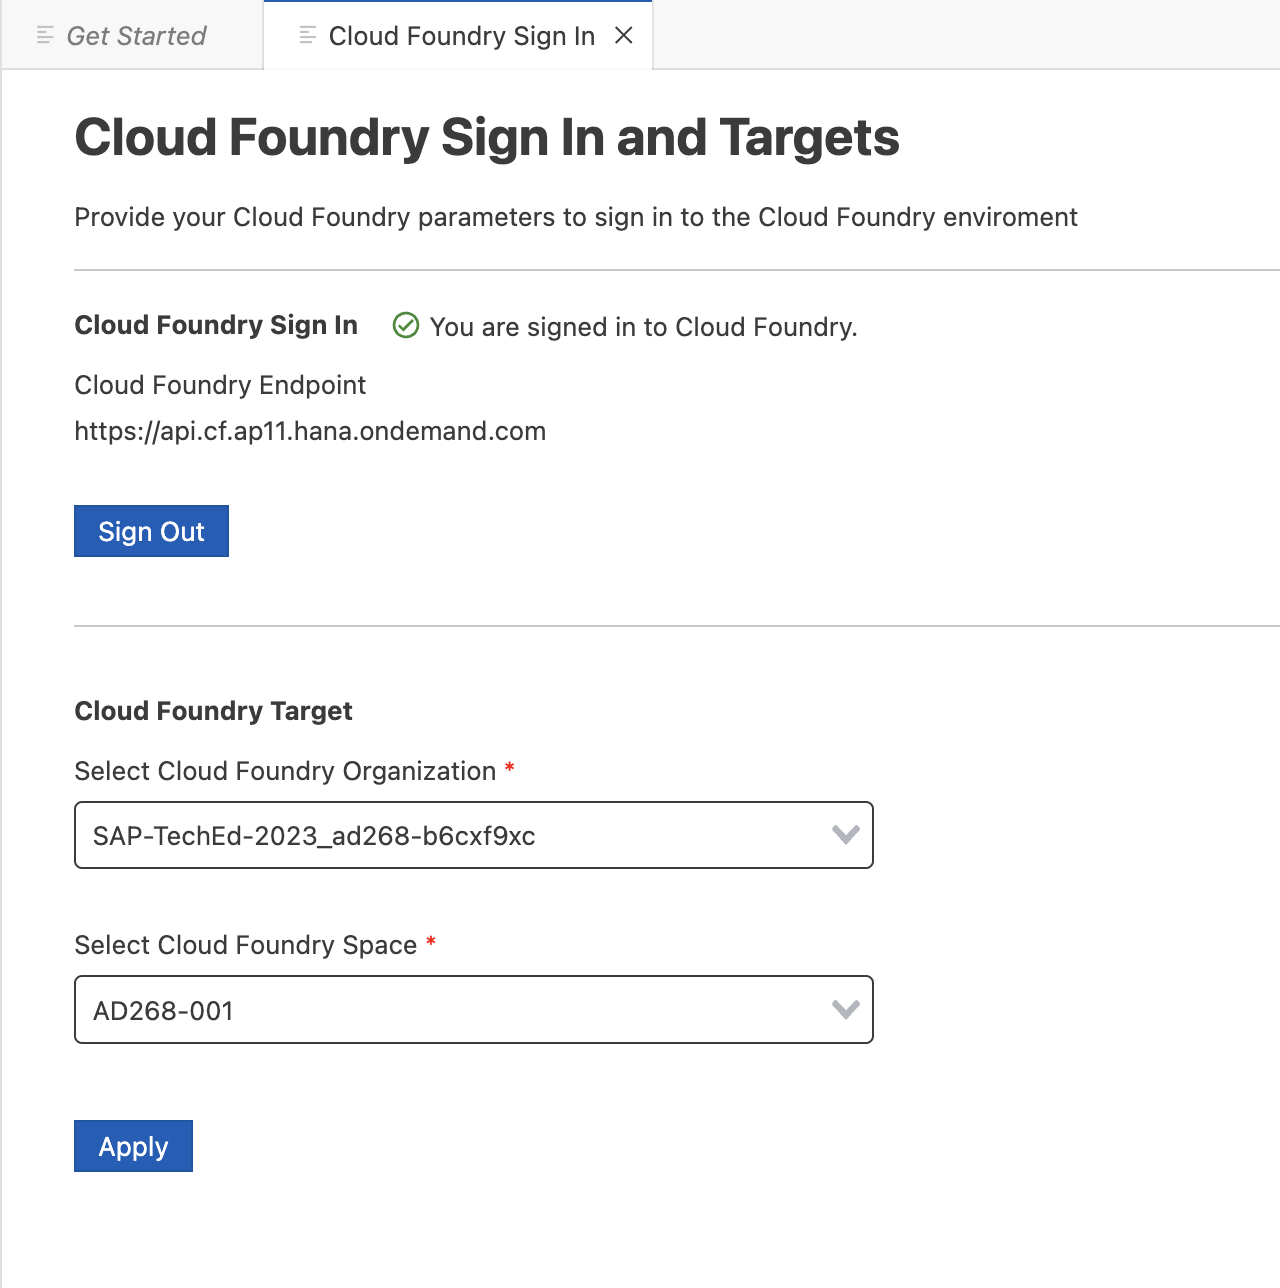 Get Started
Cloud Foundry Sign In
Cloud Foundry Sign In and Targets
Provide your Cloud Foundry parameters to sign in to the Cloud Foundry enviroment
Cloud Foundry Sign In You are signed in to Cloud Foundry.
Cloud Foundry Endpoint
https://api.cf.ap11.hana.ondemand.com
Sign Out
Cloud Foundry Target
Select Cloud Foundry Organization *
SAP-TechEd-2023_ad268-b6cxf9xc
Select Cloud Foundry Space *
AD268-001
Apply